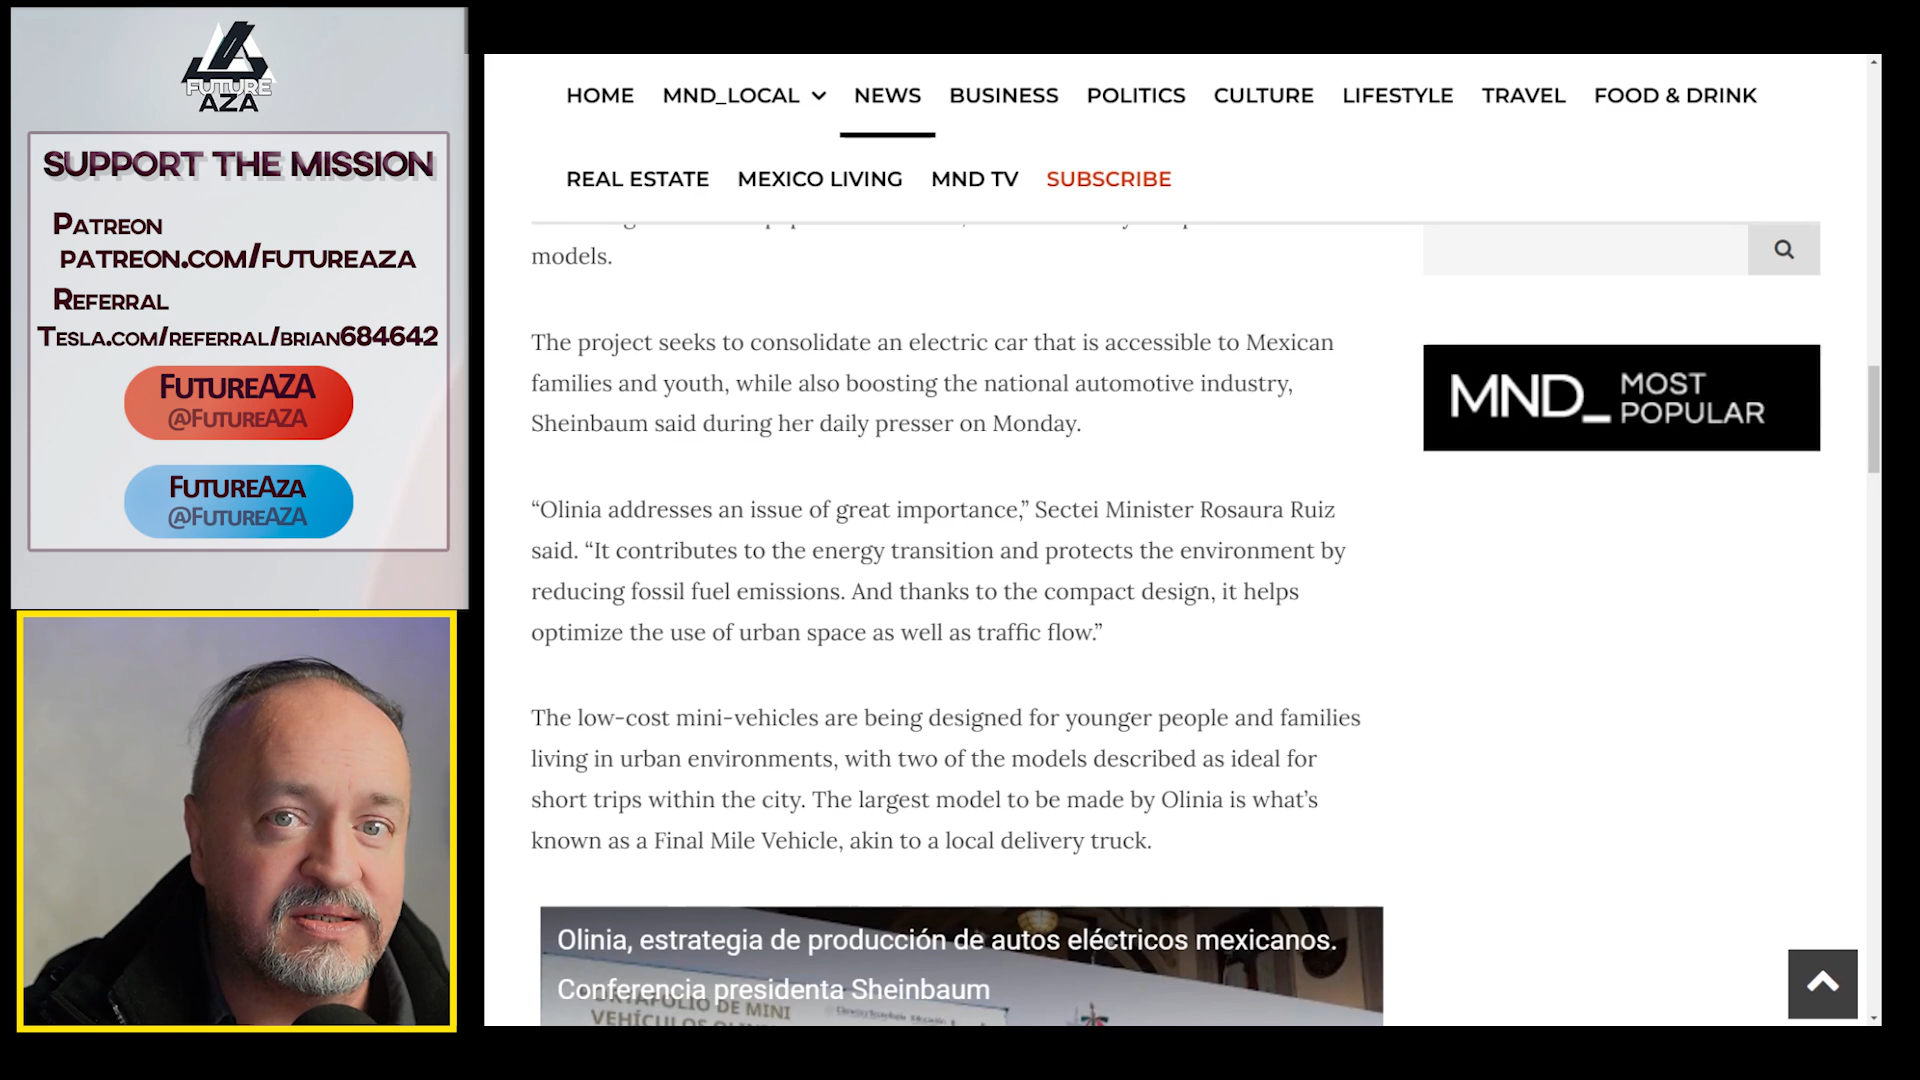 FUTURE
AZA
SUPPORT THE MISSION
PATREON
PATREON.COM/FUTUREAZA
REFERRAL
TESLA.COM/REFERRAL/BRIAN684642
FUTUREAZA
@FUTUREAZA
FUTUREAZA
@FUTUREAZA
HOME MND_LOCAL NEWS BUSINESS POLITICS CULTURE LIFESTYLE TRAVEL FOOD & DRINK
REAL ESTATE MEXICO LIVING MND TV SUBSCRIBE
models.
The project seeks to consolidate an electric car that is accessible to Mexican
families and youth, while also boosting the national automotive industry,
Sheinbaum said during her daily presser on Monday.
“Olinia addresses an issue of great importance,” Sectei Minister Rosaura Ruiz
said. “It contributes to the energy transition and protects the environment by
reducing fossil fuel emissions. And thanks to the compact design, it helps
optimize the use of urban space as well as traffic flow.”
The low-cost mini-vehicles are being designed for younger people and families
living in urban environments, with two of the models described as ideal for
short trips within the city. The largest model to be made by Olinia is what’s
known as a Final Mile Vehicle, akin to a local delivery truck.
MND_ MOST
POPULAR
Olinia, estrategia de producción de autos eléctricos mexicanos.
Conferencia presidenta Sheinbaum
DE MINI
VEHÍCULOS